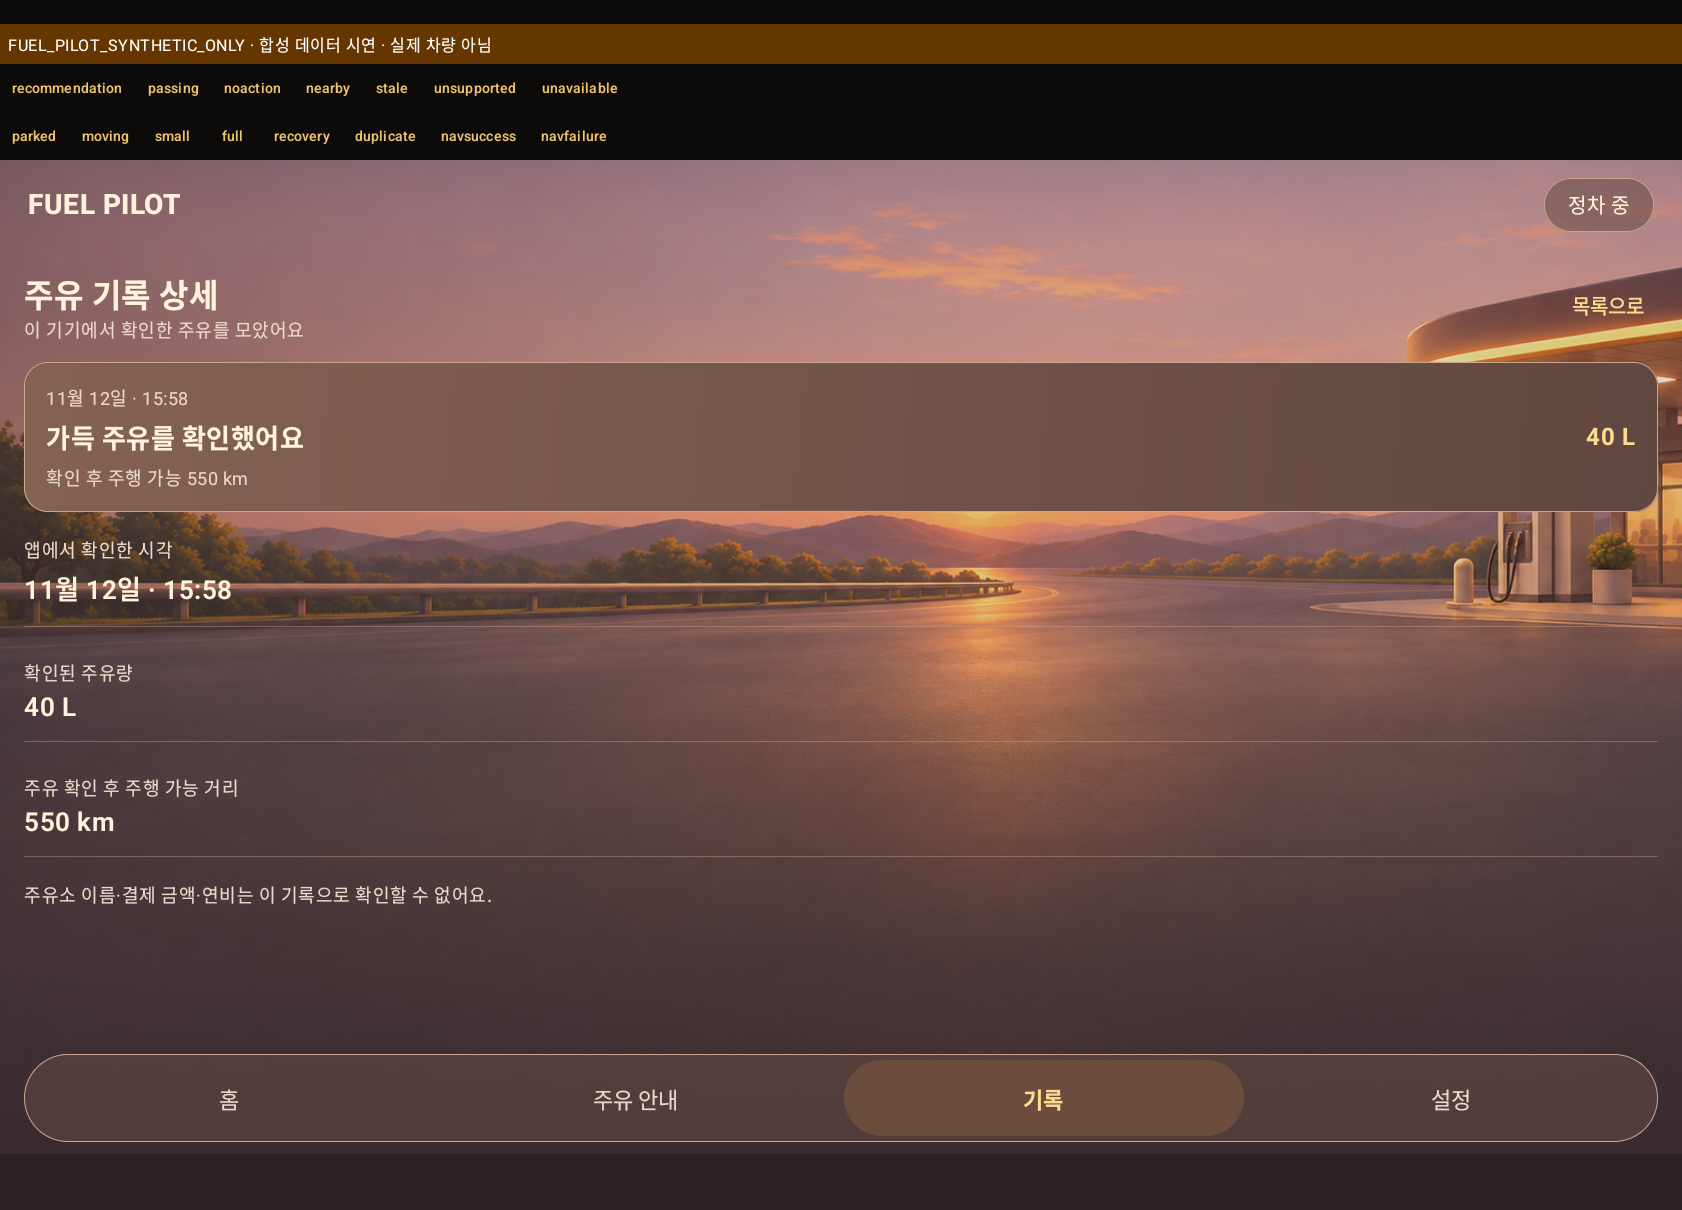 FUEL_PILOT_SYNTHETIC_ONLY · 합성 데이터 시연 · 실제 차량 아님
recommendation passing noaction nearby stale unsupported unavailable
parked moving small full recovery duplicate navsuccess navfailure
FUEL PILOT
정차 중
주유 기록 상세
이 기기에서 확인한 주유를 모았어요
목록으로
11월 12일 · 15:58
가득 주유를 확인했어요
40 L
확인 후 주행 가능 550 km
앱에서 확인한 시각
11월 12일 · 15:58
확인된 주유량
40 L
주유 확인 후 주행 가능 거리
550 km
주유소 이름·결제 금액·연비는 이 기록으로 확인할 수 없어요.
홈 주유 안내 기록 설정